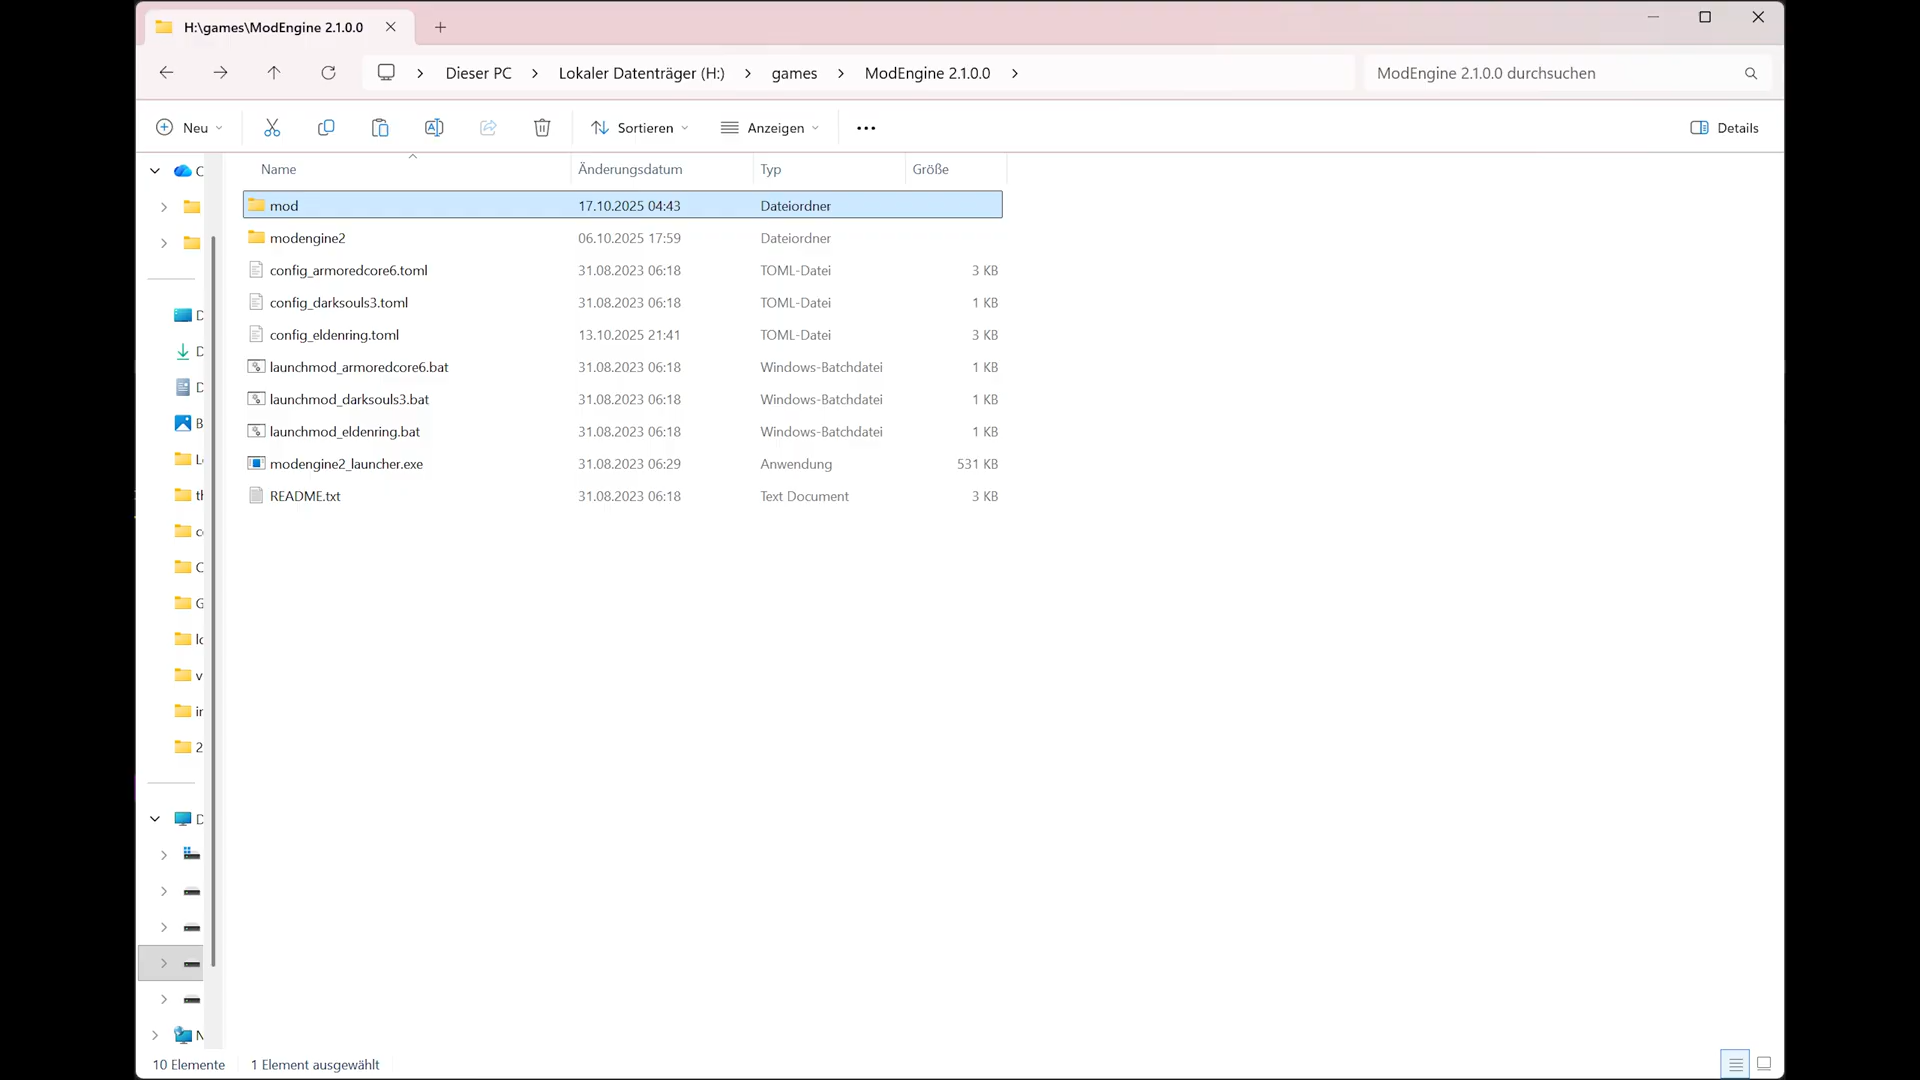 H:\games\ModEngine 2.1.0.0
Dieser PC Lokaler Datenträger (H:) games ModEngine 2.1.0.0
ModEngine 2.1.0.0 durchsuchen
Neu Sortieren Anzeigen Details
Name Änderungsdatum Typ Größe
mod 17.10.2025 04:43 Dateiordner
modengine2 06.10.2025 17:59 Dateiordner
config_armoredcore6.toml 31.08.2023 06:18 TOML-Datei 3 KB
config_darksouls3.toml 31.08.2023 06:18 TOML-Datei 1 KB
config_eldenring.toml 13.10.2025 21:41 TOML-Datei 3 KB
launchmod_armoredcore6.bat 31.08.2023 06:18 Windows-Batchdatei 1 KB
launchmod_darksouls3.bat 31.08.2023 06:18 Windows-Batchdatei 1 KB
launchmod_eldenring.bat 31.08.2023 06:18 Windows-Batchdatei 1 KB
modengine2_launcher.exe 31.08.2023 06:29 Anwendung 531 KB
README.txt 31.08.2023 06:18 Text Document 3 KB
10 Elemente 1 Element ausgewählt